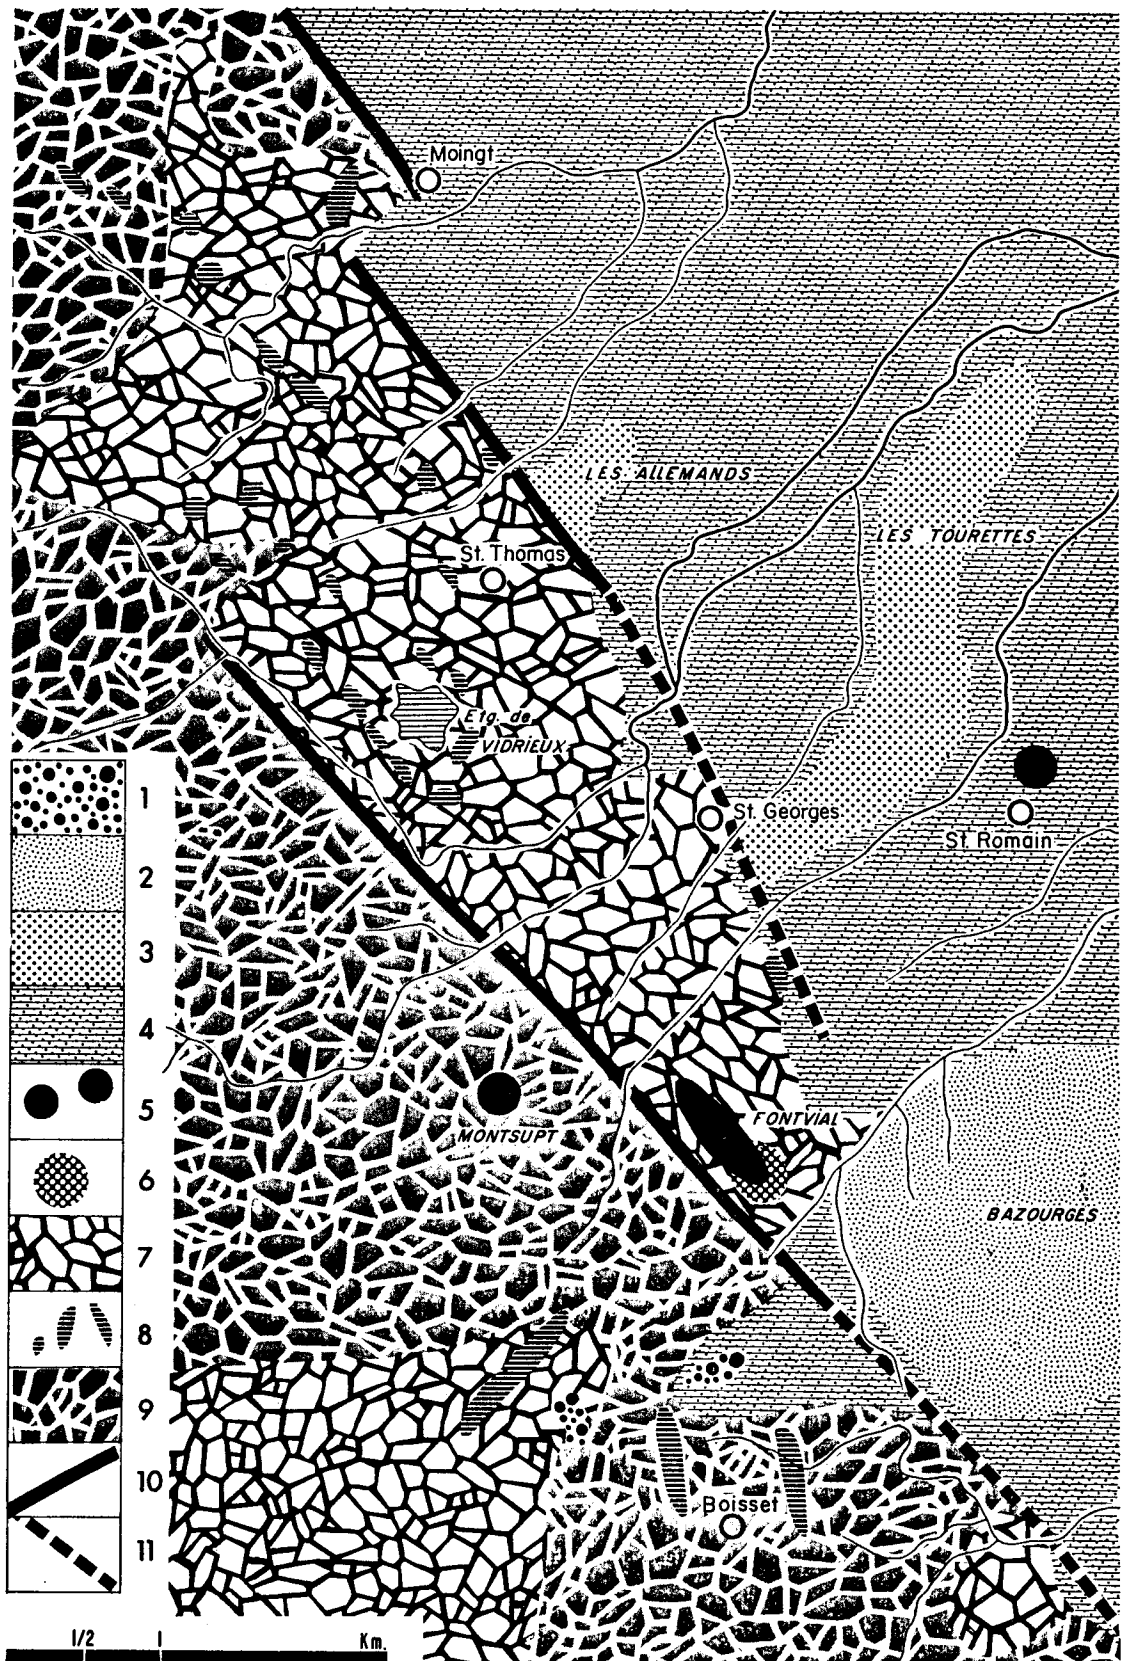 Moingt
LES ALLEMANDS
LES TOURETTES
St. Thomas
Etg. de
VIDRIEUX
St. Georges
St. Romain
1
2
3
4
5
6
7
8
9
10
11
MONTSUPT
FONTVIAL
BAZOURGES
Boisset
1/2 1 Km.